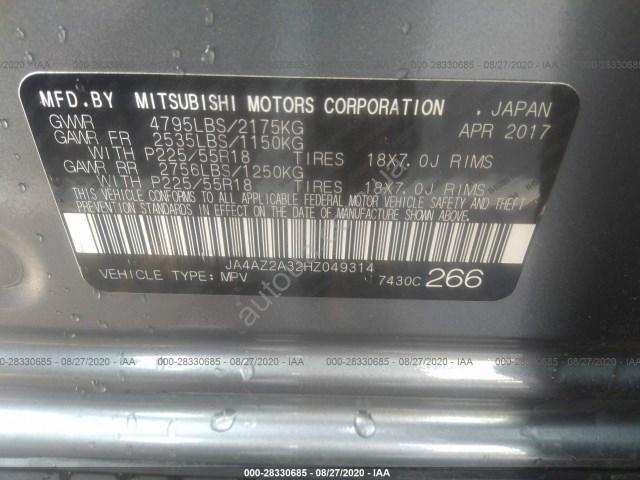 000-28330685 - 08/27/2020 - IAA
MFD.BY MITSUBISHI MOTORS CORPORATION . JAPAN
GVWR 4795LBS/2175KG APR 2017
GAWR FR 2535LBS/1150KG
WITH P225/55R18 TIRES 18X7.0J RIMS
GAWR RR 2756LBS/1250KG
WITH P225/55R18 TIRES 18X7.0J RIMS
THIS VEHICLE CONFORMS TO ALL APPLICABLE FEDERAL MOTOR VEHICLE SAFETY AND THEFT
PREVENTION STANDARDS IN EFFECT ON THE DATE OF MANUFACTURE SHOWN ABOVE.
JA4AZ2A32HZ049314
VEHICLE TYPE: MPV 7430C 266
000-28330685 - 08/27/2020 - IAA
000-28330685 - 08/27/2020 - IAA